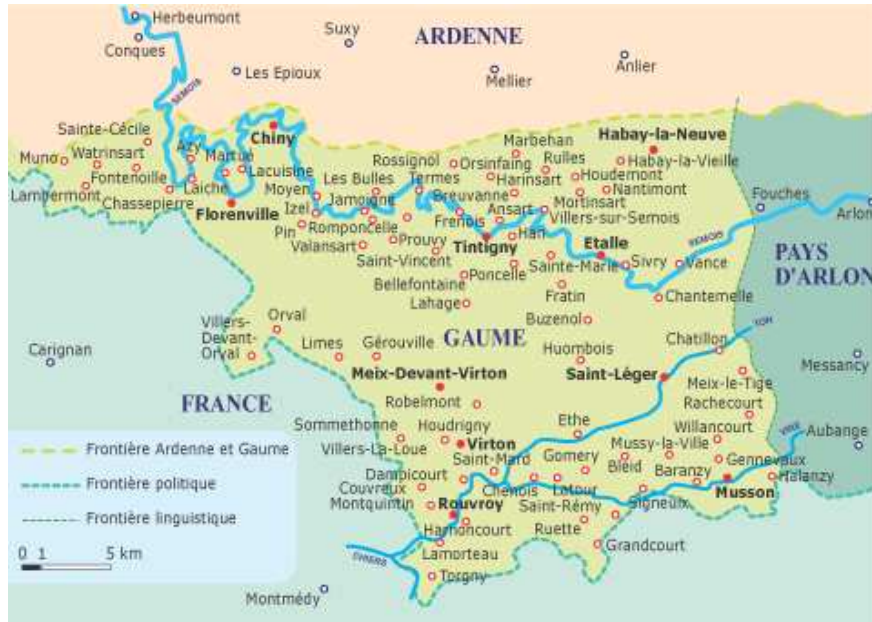 Herbeumont
Suxy
ARDENNE
Conques
Anlier
Les Epioux
Mellier
SEMOIS
Sainte-Cécile
Chiny
Marbehan
Habay-la-Neuve
Muno
Watrinsart
Azy
Martué
Rossignol
Orsinfaing
Rulles
Habay-la-Vieille
Fontenoille
Lacuisine
Les Bulles
Termes
Harinsart
Houdemont
Lampermont
Laiche
Moyen
Breuvanne
Nantimont
Fouches
Chassepierre
Izel
Jamoigne
Ansart
Mortinsart
Arlon
Florenville
Frenois
Villers-sur-Semois
Pin
Romponcelle
Prouvy
Tintigny
Han
Etalle
SEMOIS
Valansart
Saint-Vincent
Sainte-Marie
Sivry
Vance
PAYS
D'ARLON
Bellefontaine
Poncelle
Fratin
Chantemelle
Lahage
Buzenol
TON
Villers-
Devant-
Orval
Orval
GAUME
Chatillon
Carignan
Limes
Gérouville
Huombois
Messancy
Meix-Devant-Virton
Saint-Léger
Meix-le-Tige
FRANCE
Robelmont
Rachecourt
Sommethonne
Houdrigny
Ethe
Willancourt
VIRE
Aubange
Frontière Ardenne et Gaume
Villers-La-Loue
Virton
Mussy-la-Ville
Saint-Mard
Gomery
Bleid
Gennevaux
Frontière politique
Dampicourt
Baranzy
Halanzy
Couvreux
Chenois
Latour
Musson
Montquintin
Rouvroy
Saint-Rémy
Signeulx
Frontière linguistique
Harnoncourt
Ruette
0 1 5 km
CHIERS
Lamorteau
Grandcourt
Torgny
Montmédy